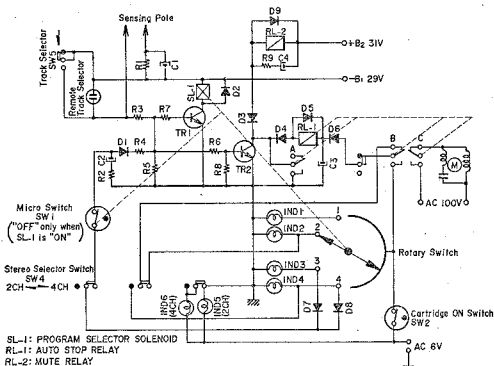 D9
Sensing Pole
RL-2
+B2 31V
R9 C4
Track Selector
SW5
R1
C1
-B1 29V
Remote
Track Selector
SL-1
D2
R3 R7
D3
TR1
D5
D4
RL-1
D6
B C
D1 R4
R6
A
C2
R2
R5
R8
TR2
C3
M
Micro Switch
SW1
("OFF" only when
SL-1 is "ON")
AC 100V
IND1
1
IND2
2
Rotary Switch
Stereo Selector Switch
SW4
2CH 4CH
IND3
3
IND4
4
IND6
(4CH)
IND5
(2CH)
D7
D8
Cartridge ON Switch
SW2
AC 6V
SL-1: PROGRAM SELECTOR SOLENOID
RL-1: AUTO STOP RELAY
RL-2: MUTE RELAY